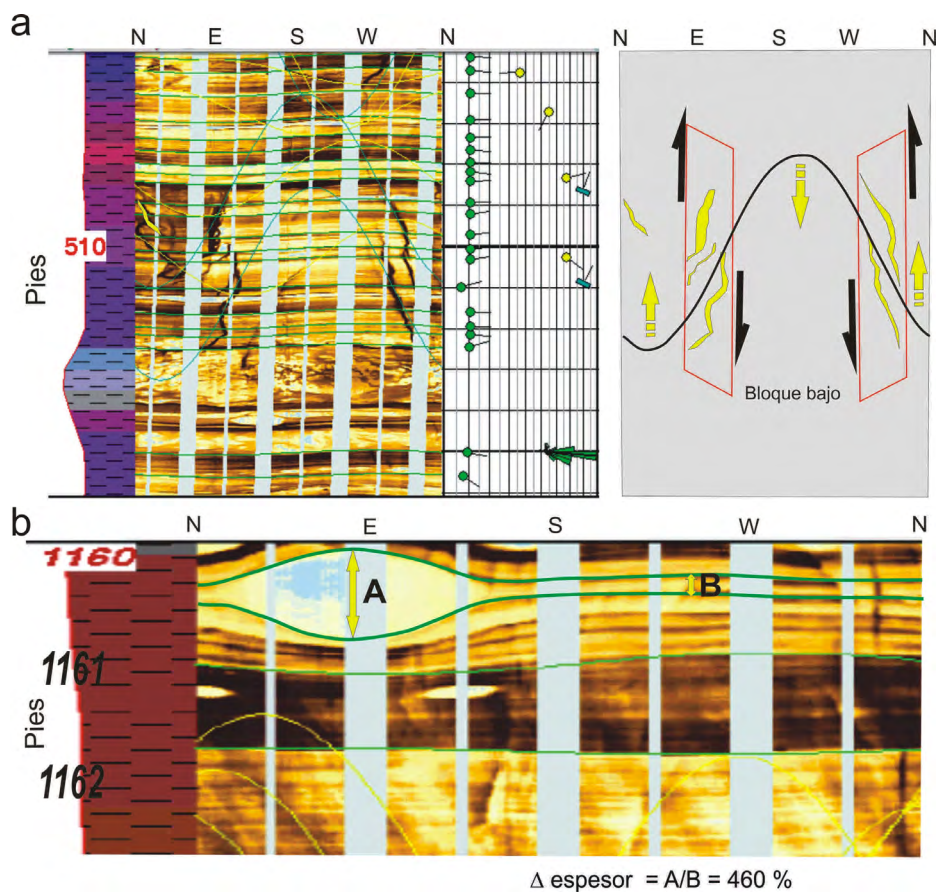 a
N E S W N
N E S W N
510
Pies
Bloque bajo
b
N E S W N
1160
A
B
1161
Pies
1162
Δ espesor = A/B = 460 %